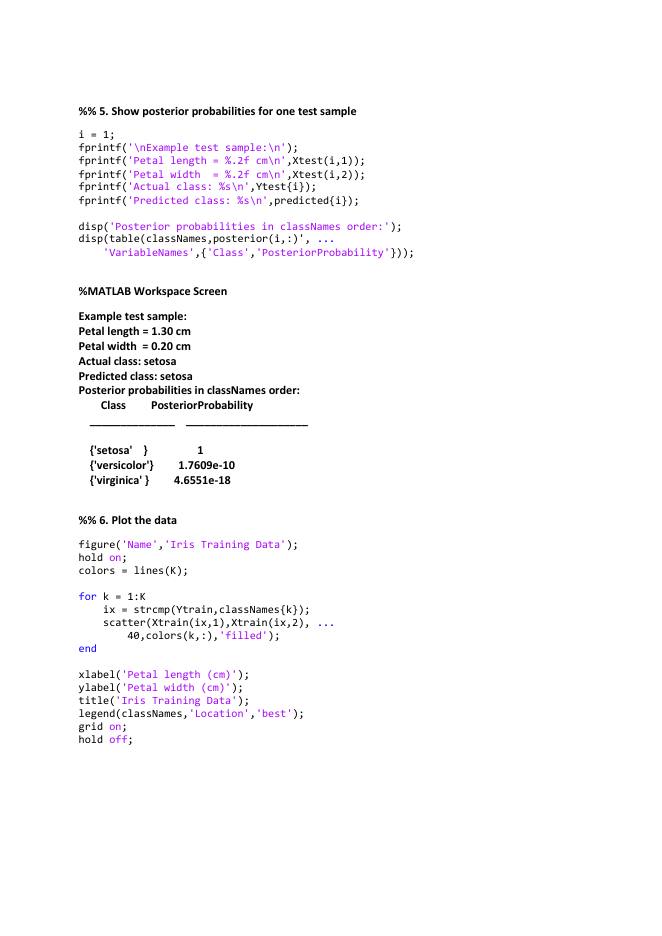 %% 5. Show posterior probabilities for one test sample
i = 1;
fprintf('\nExample test sample:\n');
fprintf('Petal length = %.2f cm\n',Xtest(i,1));
fprintf('Petal width  = %.2f cm\n',Xtest(i,2));
fprintf('Actual class: %s\n',Ytest{i});
fprintf('Predicted class: %s\n',predicted{i});
disp('Posterior probabilities in classNames order:');
disp(table(classNames,posterior(i,:)', ...
    'VariableNames',{'Class','PosteriorProbability'}));
%MATLAB Workspace Screen
Example test sample:
Petal length = 1.30 cm
Petal width  = 0.20 cm
Actual class: setosa
Predicted class: setosa
Posterior probabilities in classNames order:
Class    PosteriorProbability
______________    ____________________
{'setosa'    }    1
{'versicolor'}    1.7609e-10
{'virginica' }    4.6551e-18
%% 6. Plot the data
figure('Name','Iris Training Data');
hold on;
colors = lines(K);
for k = 1:K
    ix = strcmp(Ytrain,classNames{k});
    scatter(Xtrain(ix,1),Xtrain(ix,2), ...
        40,colors(k,:),'filled');
end
xlabel('Petal length (cm)');
ylabel('Petal width (cm)');
title('Iris Training Data');
legend(classNames,'Location','best');
grid on;
hold off;